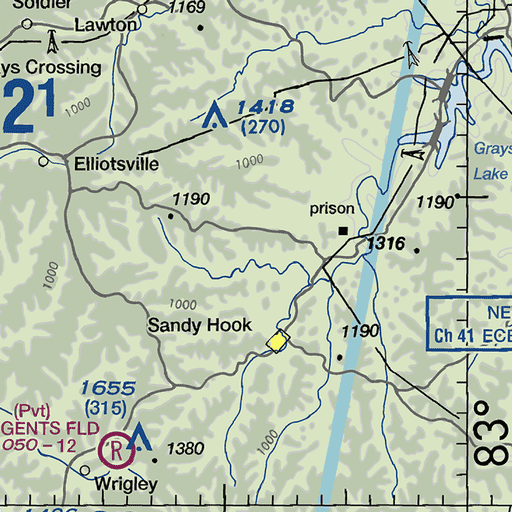 Soldier
Lawton
1169
ys Crossing
21
1000
1418
(270)
1000
Elliotsville
Grays
Lake
1190
prison
1190
1316
1000
1000
Sandy Hook
1190
NE
Ch 41 ECE
1655
(315)
(Pvt)
GENTS FLD
050 - 12
R
1380
1000
83°
Wrigley